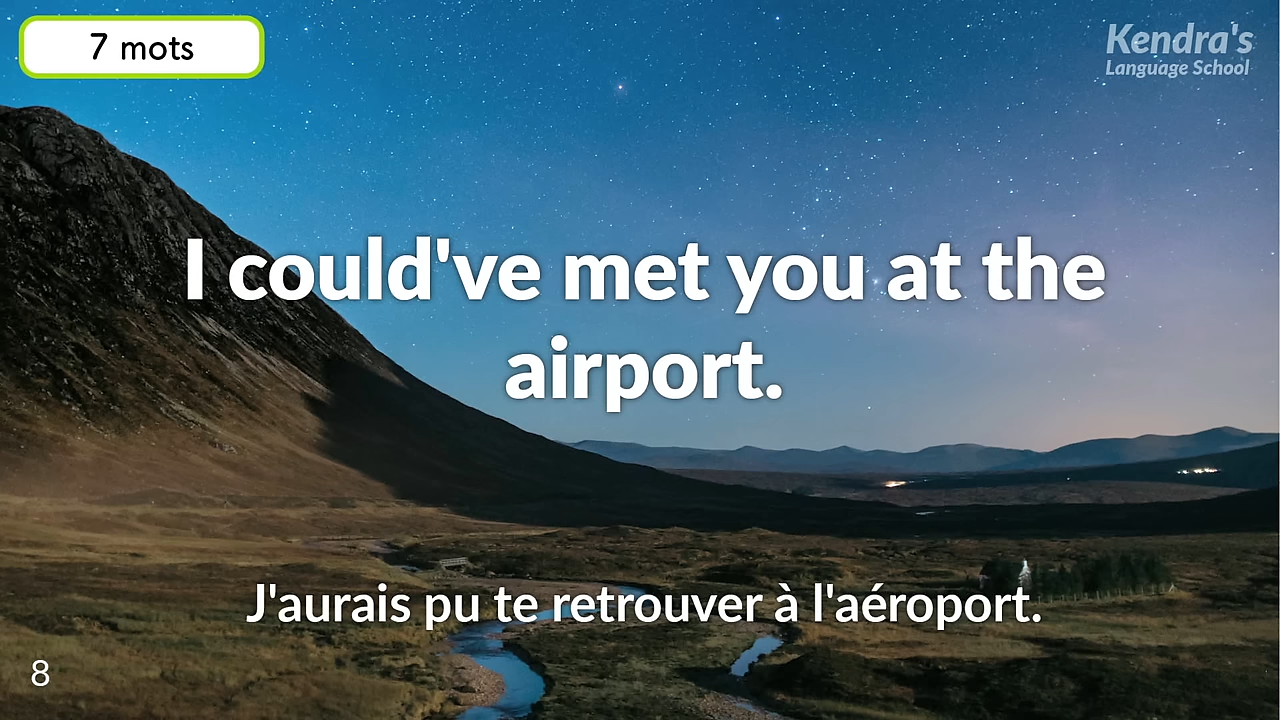 7 mots
Kendra's
Language School
I could've met you at the
airport.
J'aurais pu te retrouver à l'aéroport.
8